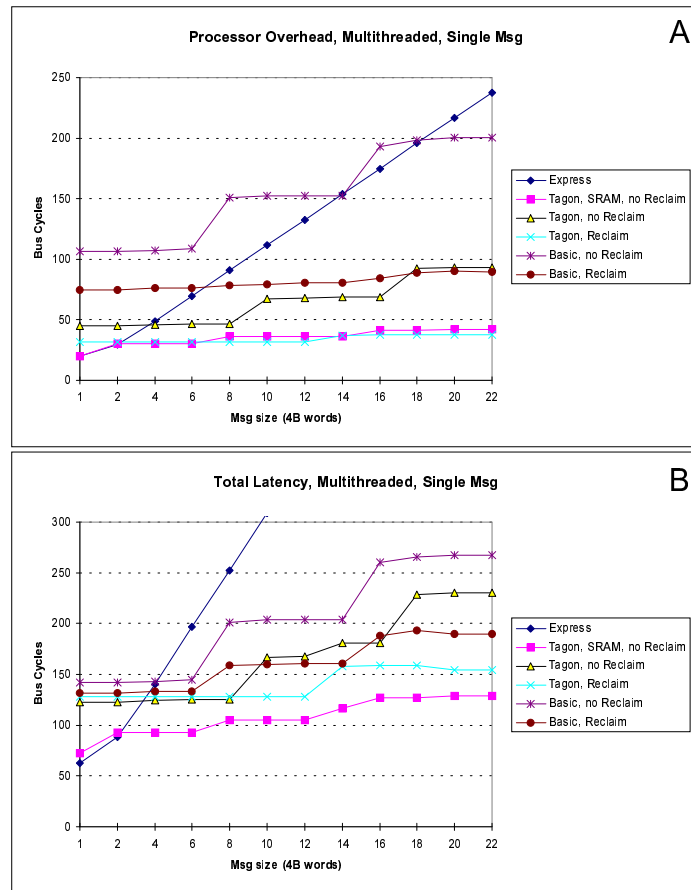 A
Processor Overhead, Multithreaded, Single Msg
250
200
150
100
50
0
Bus Cycles
1 2 4 6 8 10 12 14 16 18 20 22
Msg size (4B words)
Express
Tagon, SRAM, no Reclaim
Tagon, no Reclaim
Tagon, Reclaim
Basic, no Reclaim
Basic, Reclaim
B
Total Latency, Multithreaded, Single Msg
300
250
200
150
100
50
0
Bus Cycles
1 2 4 6 8 10 12 14 16 18 20 22
Msg size (4B words)
Express
Tagon, SRAM, no Reclaim
Tagon, no Reclaim
Tagon, Reclaim
Basic, no Reclaim
Basic, Reclaim